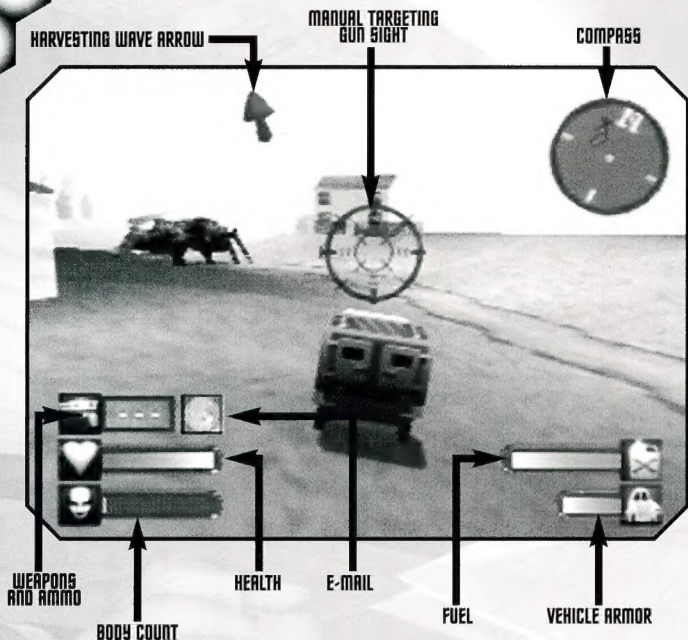 HARVESTING WAVE ARROW
MANUAL TARGETING
GUN SIGHT
COMPASS
WEAPONS
AND AMMO
BODY COUNT
HEALTH
E-MAIL
FUEL
VEHICLE ARMOR